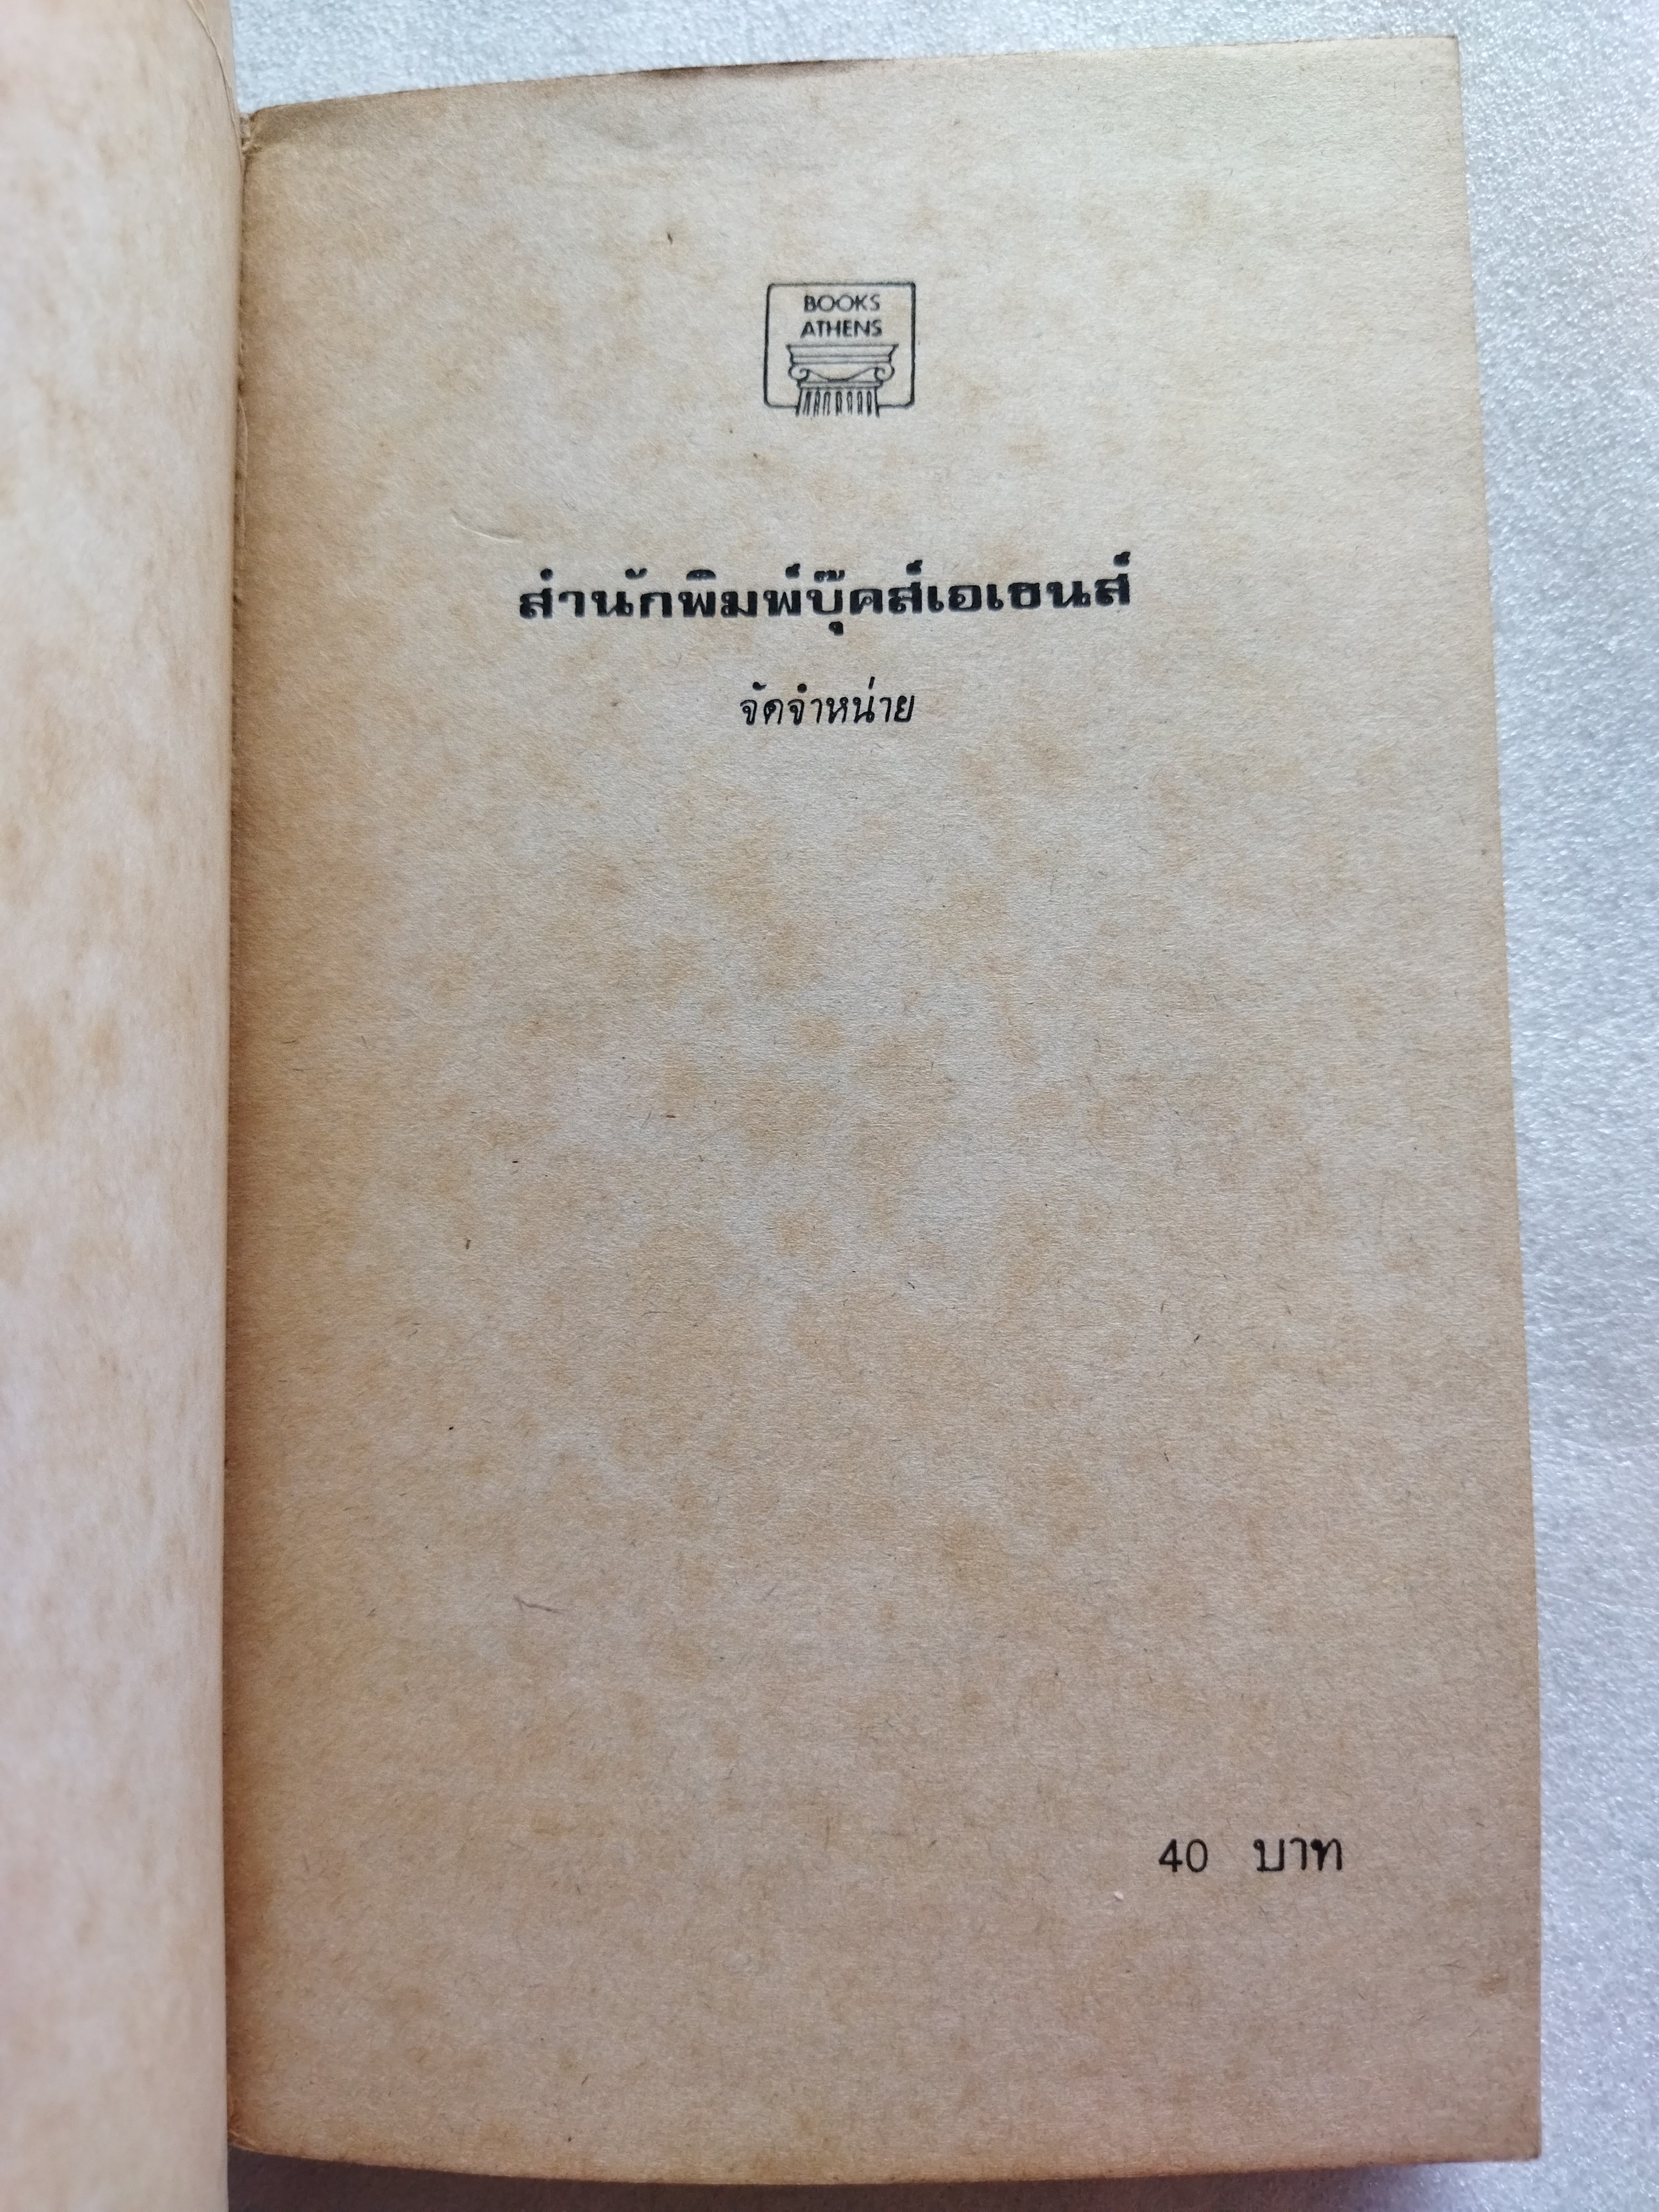 BOOKS
ATHENS
สำนักพิมพ์บุ๊คส์เอเธนส์
จัดจำหน่าย
40 บาท